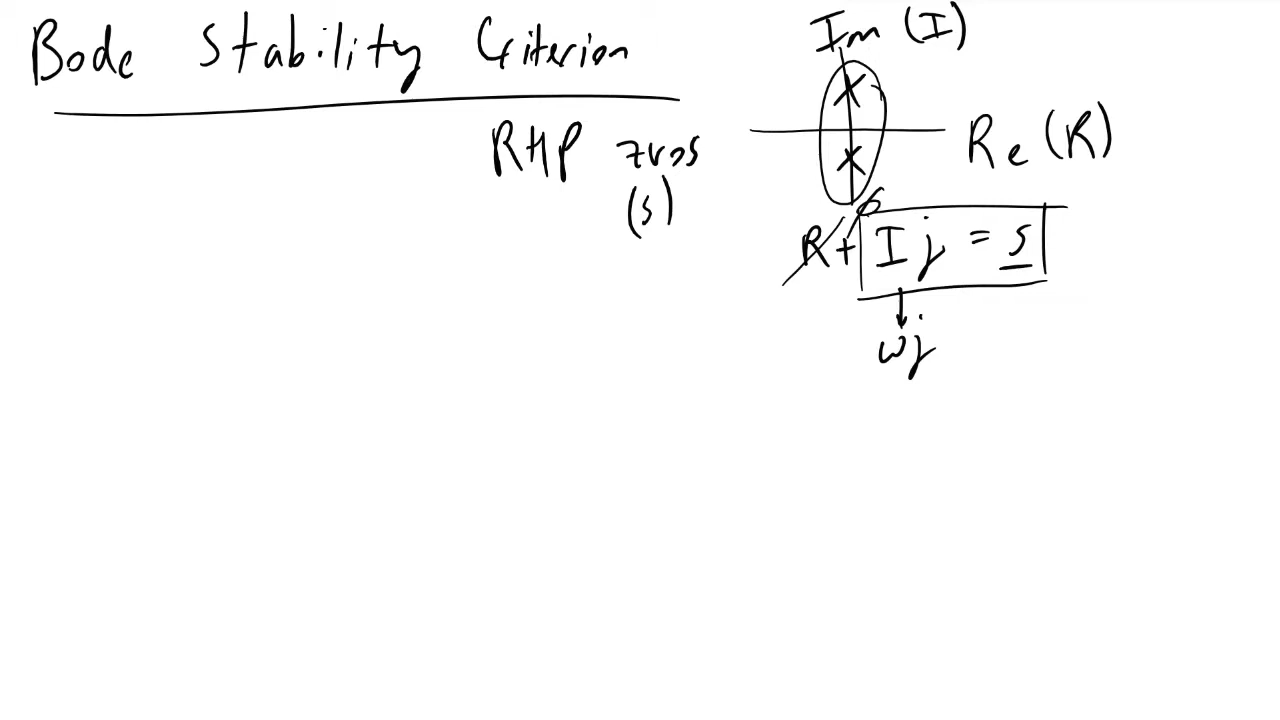 Bode Stability Criterion
Im (I)
RHP zros
(s)
Re (R)
R + Ij = s
ωj